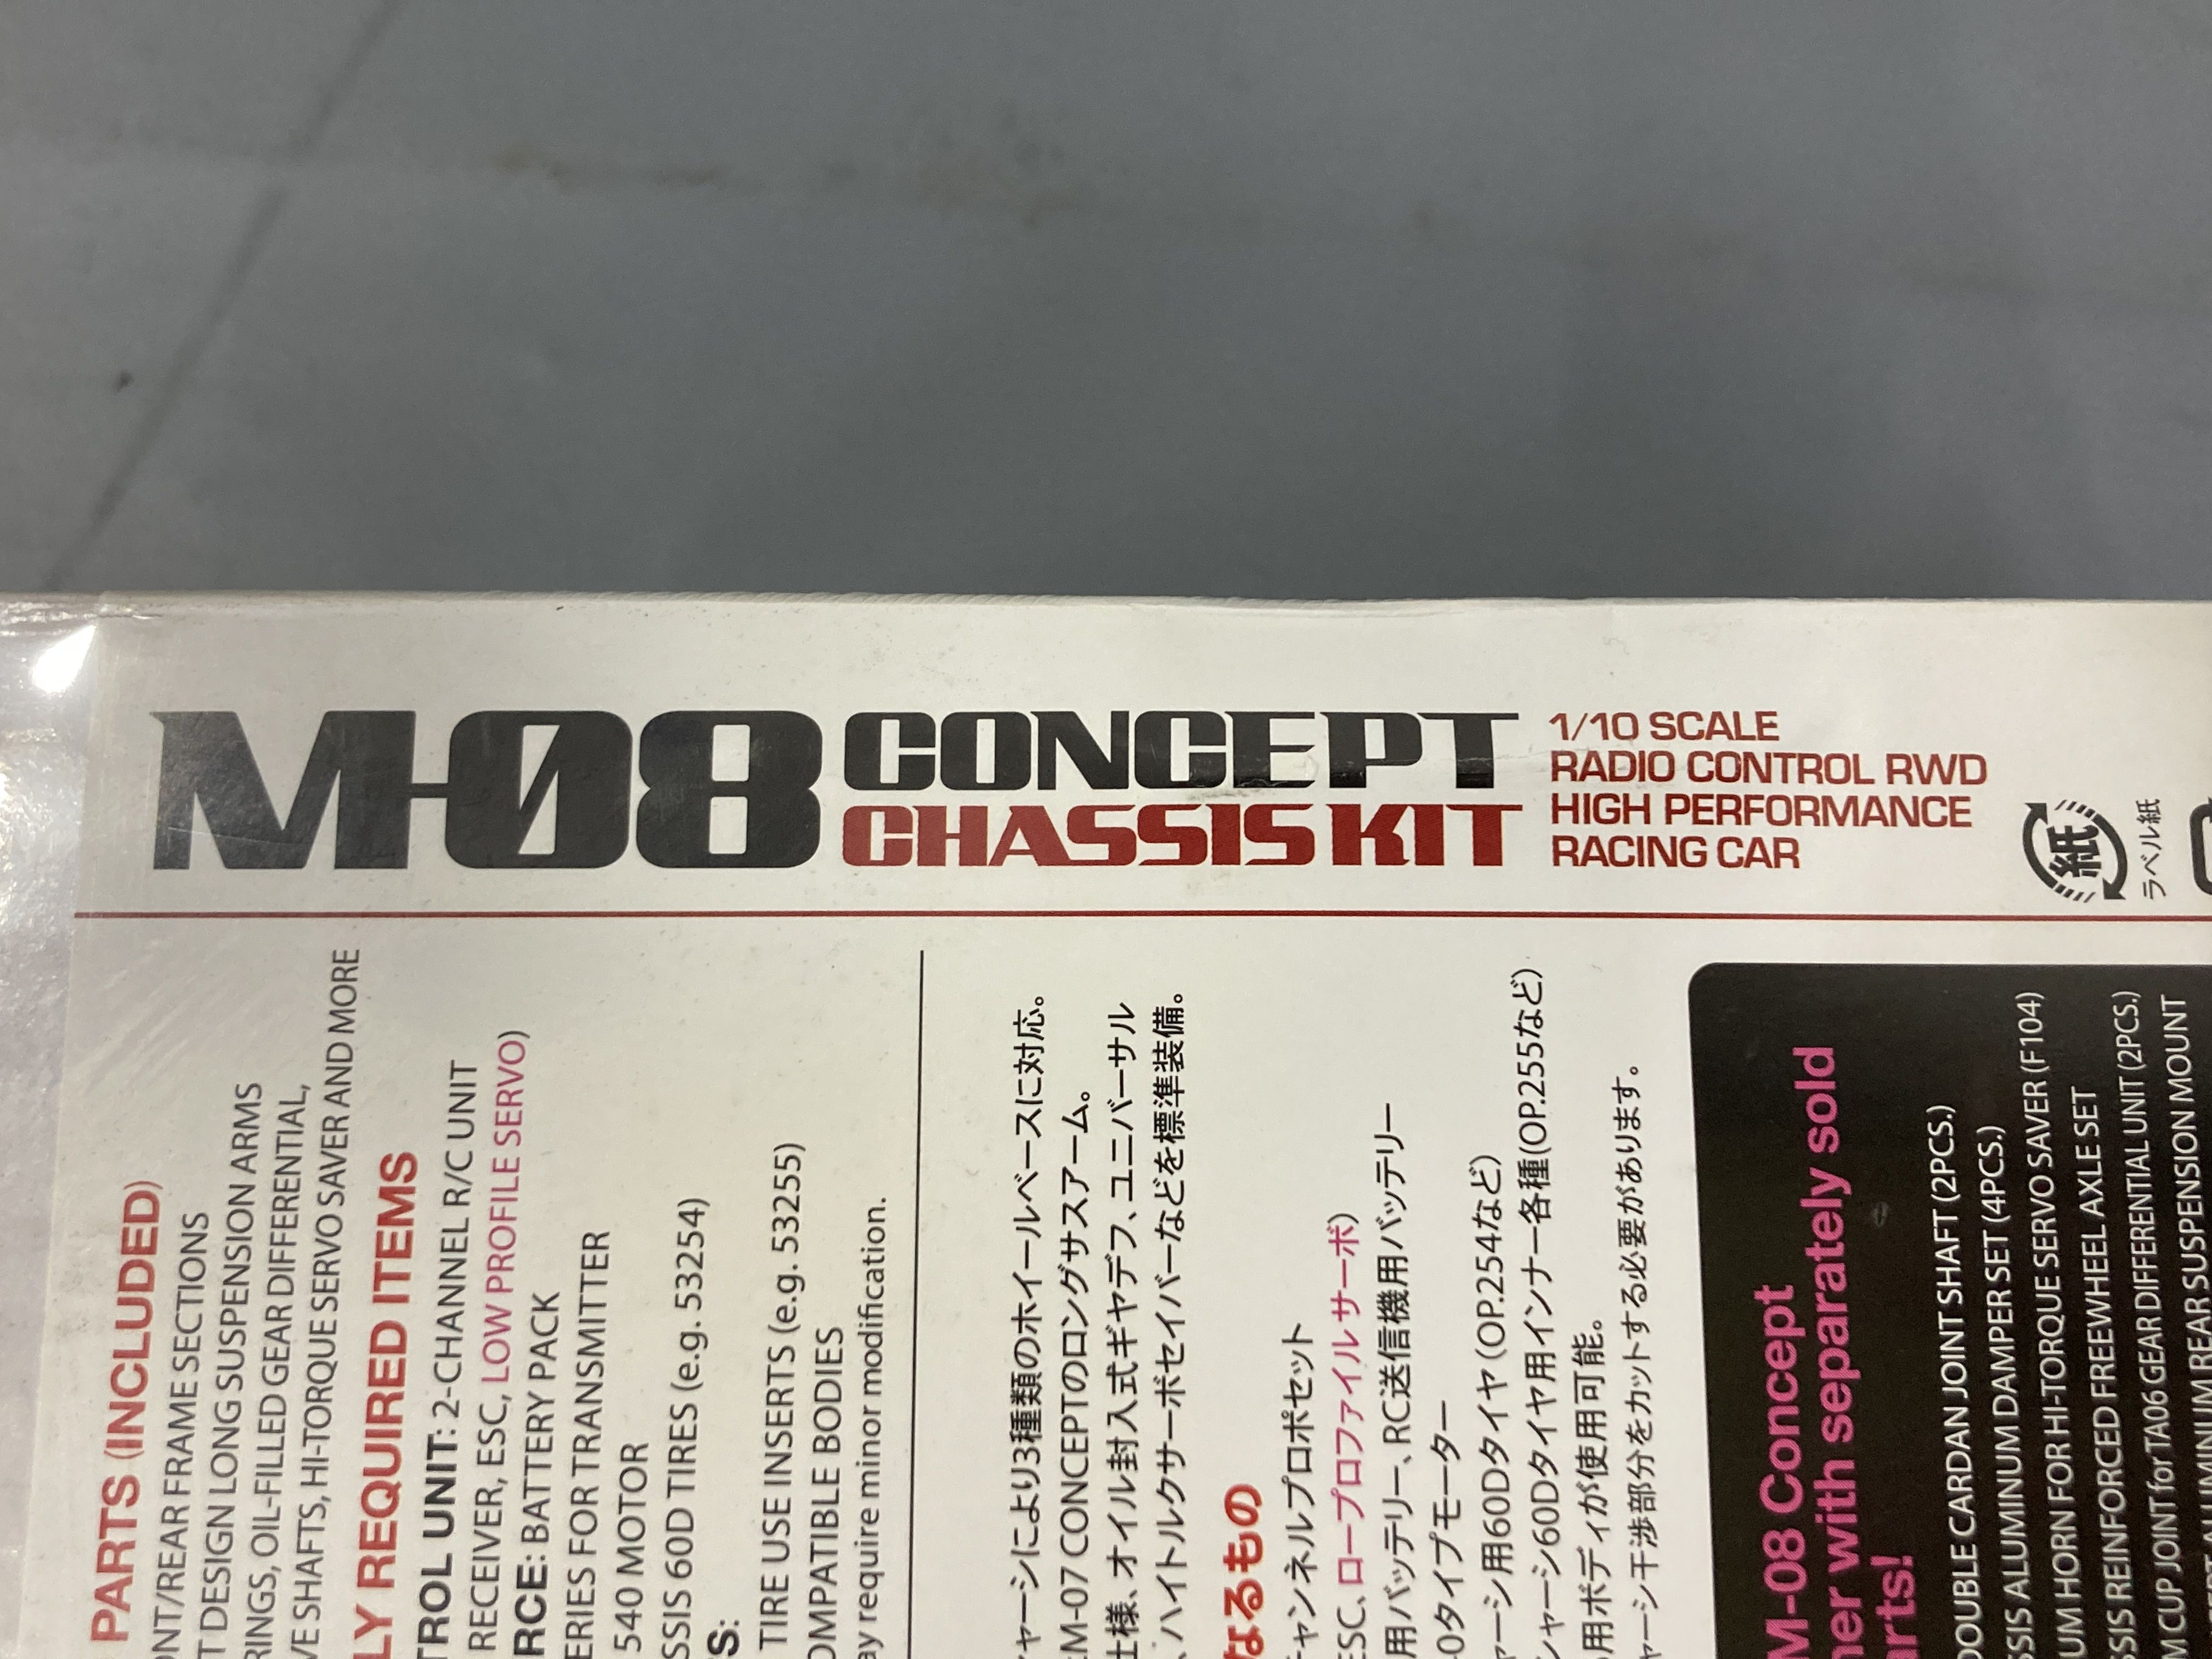 M-08 CONCEPT
CHASSIS KIT
1/10 SCALE
RADIO CONTROL RWD
HIGH PERFORMANCE
RACING CAR
紙
ラベル紙
PARTS (INCLUDED)
/REAR FRAME SECTIONS
DESIGN LONG SUSPENSION ARMS
OIL-FILLED GEAR DIFFERENTIAL,
SHAFTS, HI-TORQUE SERVO SAVER AND MORE
REQUIRED ITEMS
UNIT: 2-CHANNEL R/C UNIT
RECEIVER, ESC, LOW PROFILE SERVO)
BATTERY PACK
FOR TRANSMITTER
540 MOTOR
60D TIRES (e.g. 53254)
TIRE USE INSERTS (e.g. 53255)
BODIES
require minor modification.
ャーシにより3種類のホイールベースに対応。
M-07 CONCEPTのロングサスアーム。
仕様、オイル封入式ギヤデフ、ユニバーサル
、ハイトルクサーボセイバーなどを標準装備。
なるもの
チャンネルプロポセット
ESC、ロープロファイルサーボ)
用バッテリー、RC送信機用バッテリー
0タイプモーター
ャーシ用60Dタイヤ (OP.254など)
シャーシ60Dタイヤ用インナー各種(OP.255など)
用ボディが使用可能。
ャーシ干渉部分をカットする必要があります。
M-08 Concept
with separately sold
DOUBLE CARDAN JOINT SHAFT (2PCS.)
ALUMINUM DAMPER SET (4PCS.)
HORN FOR HI-TORQUE SERVO SAVER (F104)
REINFORCED FREEWHEEL AXLE SET
CUP JOINT for TA06 GEAR DIFFERENTIAL UNIT (2PCS.)
REAR SUSPENSION MOUNT